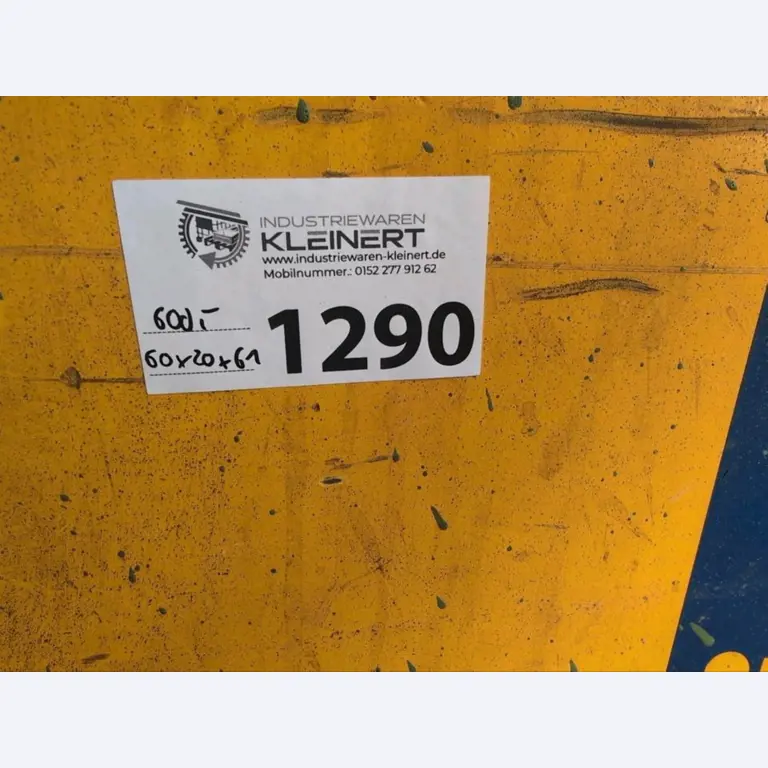 INDUSTRIEWAREN
KLEINERT
www.industriewaren-kleinert.de
Mobilnummer.: 0152 277 912 62
1290
60x20x61